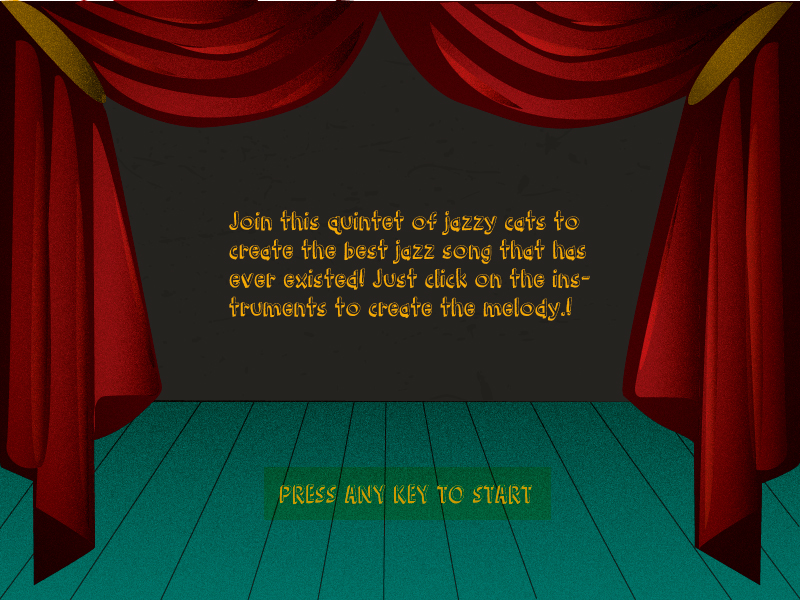 Join this quintet of jazzy cats to
create the best jazz song that has
ever existed! Just click on the ins-
truments to create the melody.!
PRESS ANY KEY TO START